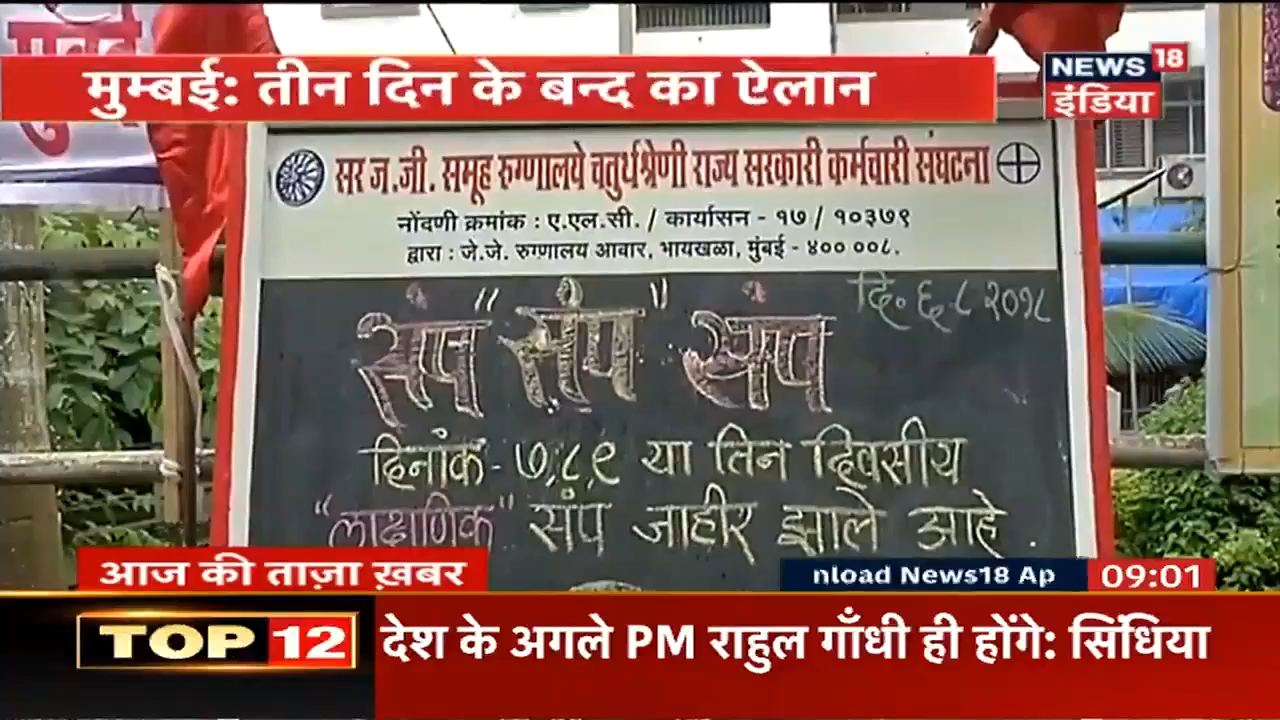 मुम्बई: तीन दिन के बन्द का ऐलान
NEWS 18
इंडिया
सर ज.जी. समूह रुग्णालये चतुर्थश्रेणी राज्य सरकारी कर्मचारी संघटना
नोंदणी क्रमांक : ए.एल.सी. / कार्यासन - १७ / १०३७९
द्वारा : जे.जे. रुग्णालय आवार, भायखळा, मुंबई - ४०० ००८.
दि. ६.८ २०१८
संप "संप" संप
दिनांक - ७,८,९ या तिन दिवसीय
"लाक्षणिक" संप जाहीर झाले आहे.
आज की ताज़ा ख़बर
nload News18 Ap
09:01
TOP 12
देश के अगले PM राहुल गाँधी ही होंगे: सिंधिया